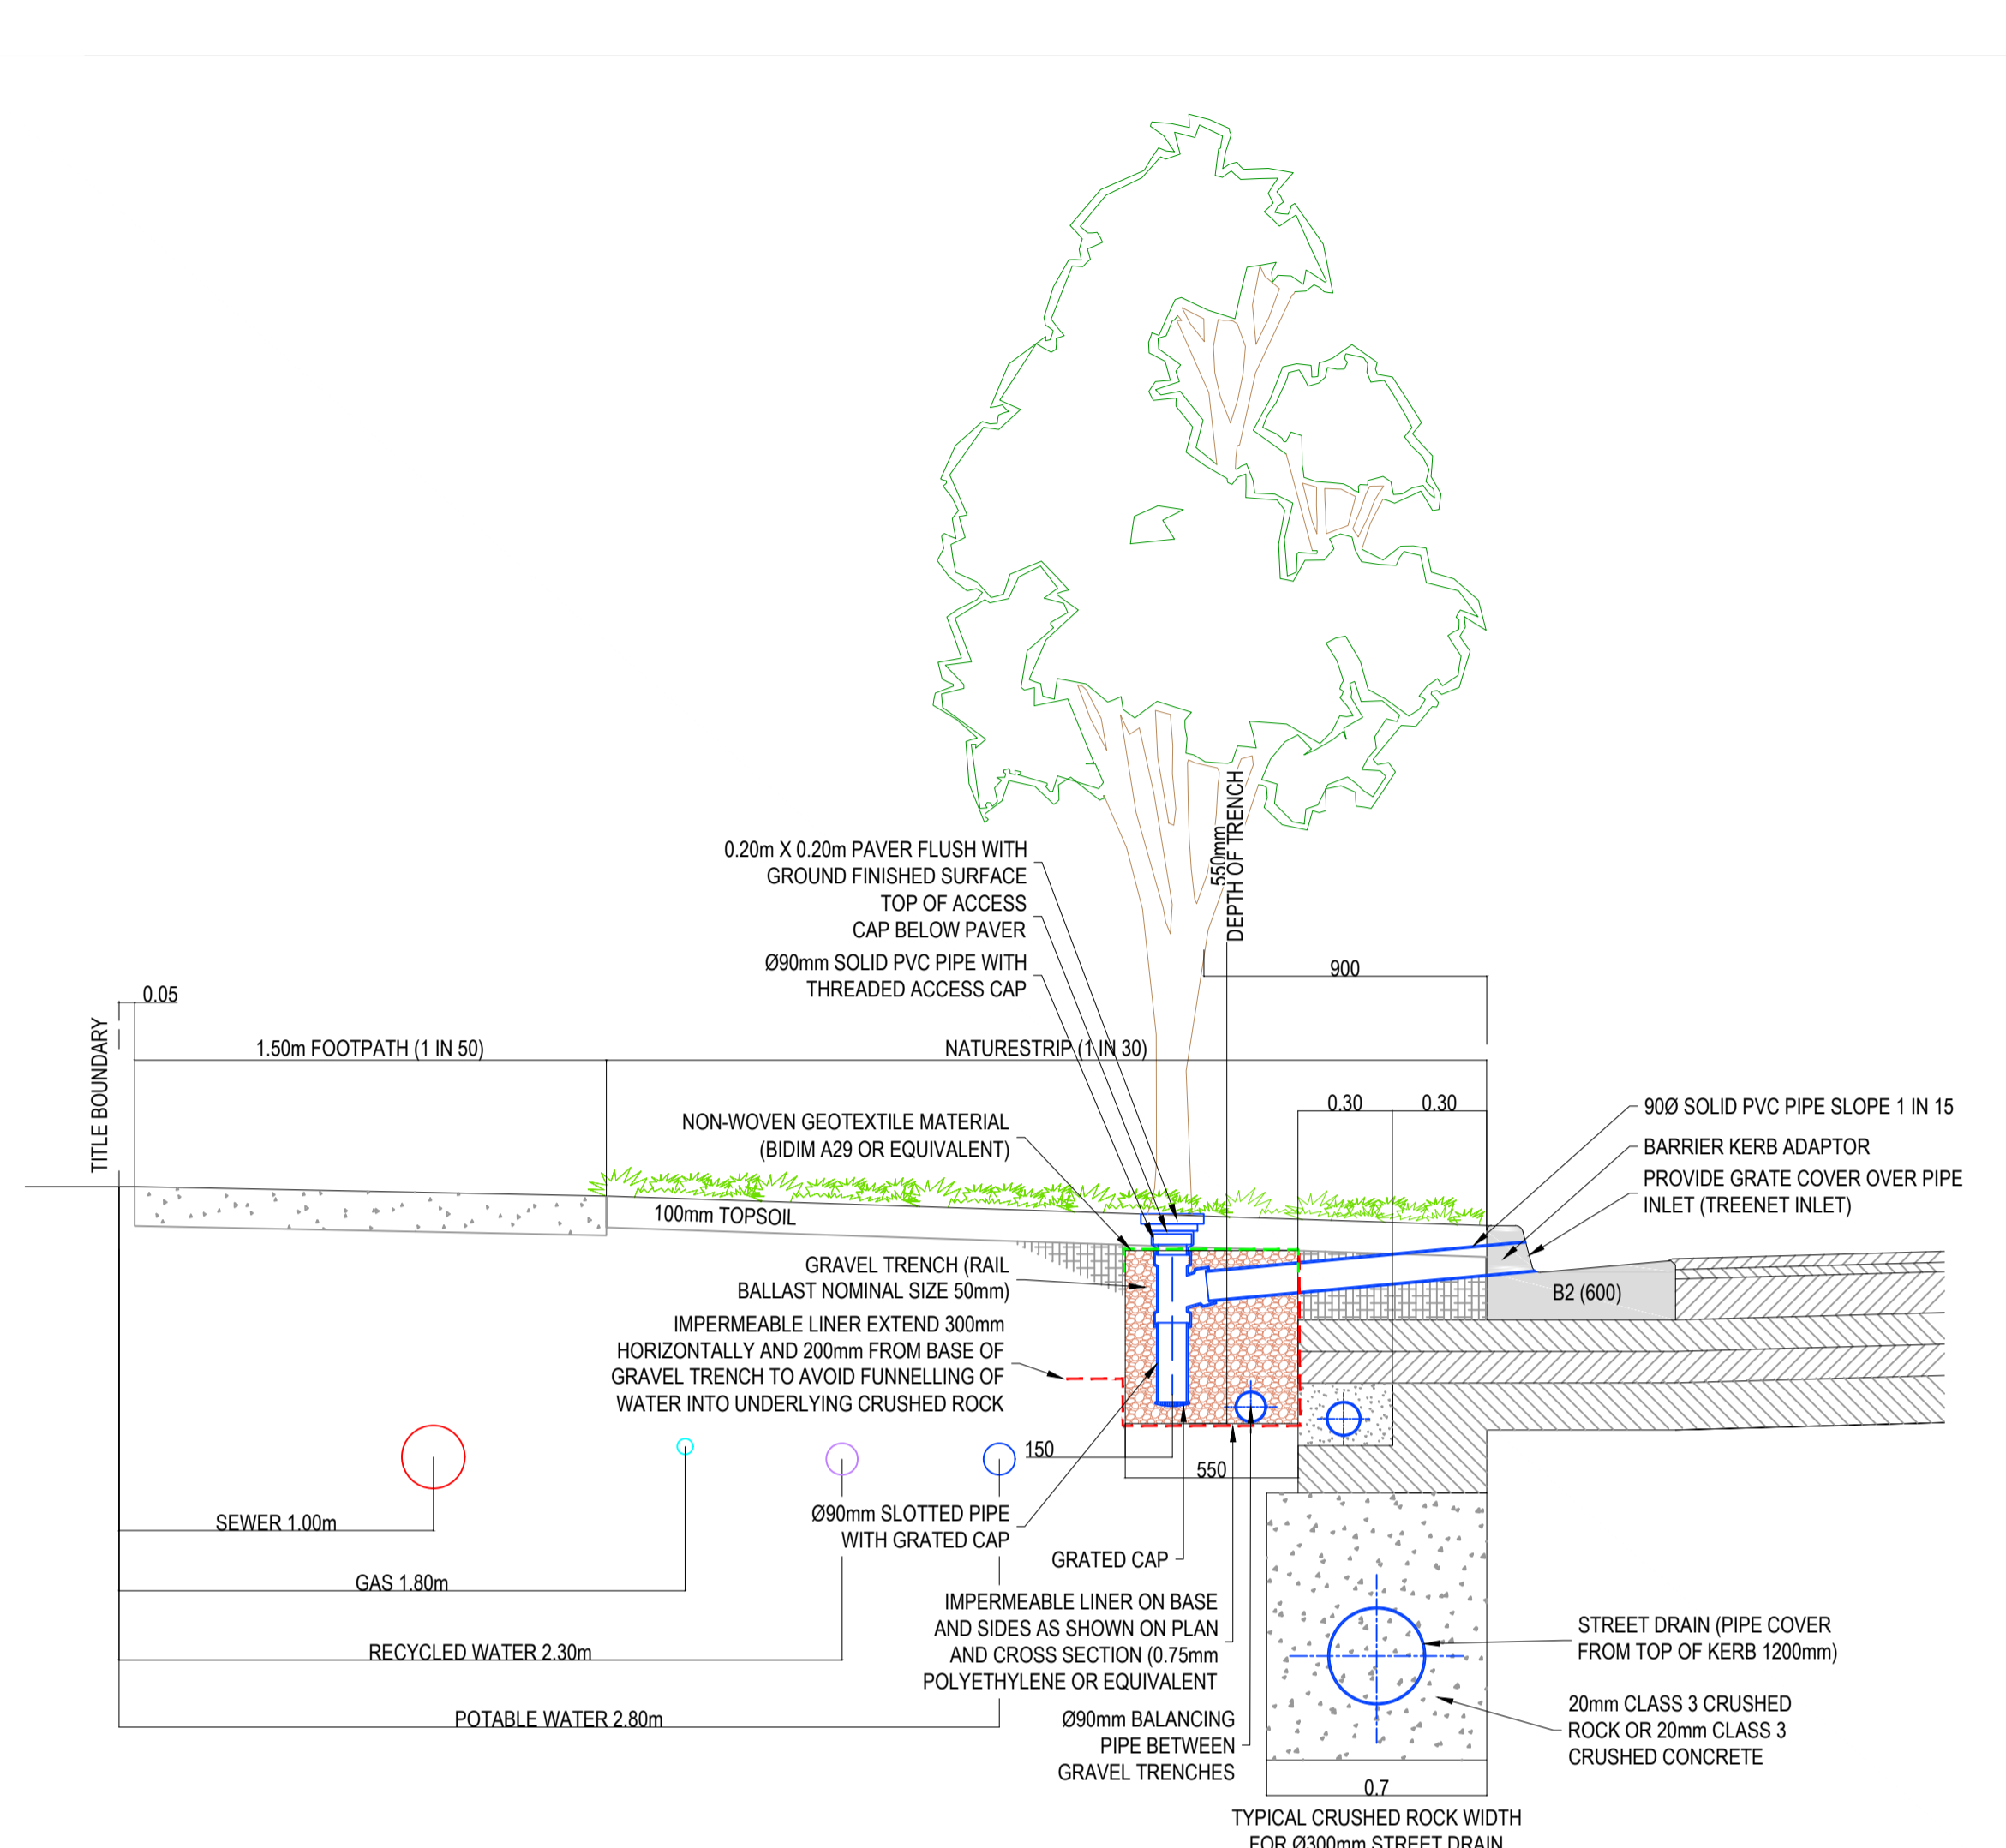 0.20m X 0.20m PAVER FLUSH WITH
GROUND FINISHED SURFACE
TOP OF ACCESS
CAP BELOW PAVER
Ø90mm SOLID PVC PIPE WITH
THREADED ACCESS CAP
550mm
DEPTH OF TRENCH
900
0.05
TITLE BOUNDARY
1.50m FOOTPATH (1 IN 50)
NATURESTRIP (1 IN 30)
0.30
0.30
90Ø SOLID PVC PIPE SLOPE 1 IN 15
BARRIER KERB ADAPTOR
PROVIDE GRATE COVER OVER PIPE
INLET (TREENET INLET)
NON-WOVEN GEOTEXTILE MATERIAL
(BIDIM A29 OR EQUIVALENT)
100mm TOPSOIL
GRAVEL TRENCH (RAIL
BALLAST NOMINAL SIZE 50mm)
B2 (600)
IMPERMEABLE LINER EXTEND 300mm
HORIZONTALLY AND 200mm FROM BASE OF
GRAVEL TRENCH TO AVOID FUNNELLING OF
WATER INTO UNDERLYING CRUSHED ROCK
150
550
SEWER 1.00m
Ø90mm SLOTTED PIPE
WITH GRATED CAP
GRATED CAP
GAS 1.80m
IMPERMEABLE LINER ON BASE
AND SIDES AS SHOWN ON PLAN
AND CROSS SECTION (0.75mm
POLYETHYLENE OR EQUIVALENT
RECYCLED WATER 2.30m
STREET DRAIN (PIPE COVER
FROM TOP OF KERB 1200mm)
POTABLE WATER 2.80m
Ø90mm BALANCING
PIPE BETWEEN
GRAVEL TRENCHES
20mm CLASS 3 CRUSHED
ROCK OR 20mm CLASS 3
CRUSHED CONCRETE
0.7
TYPICAL CRUSHED ROCK WIDTH
FOR Ø300mm STREET DRAIN